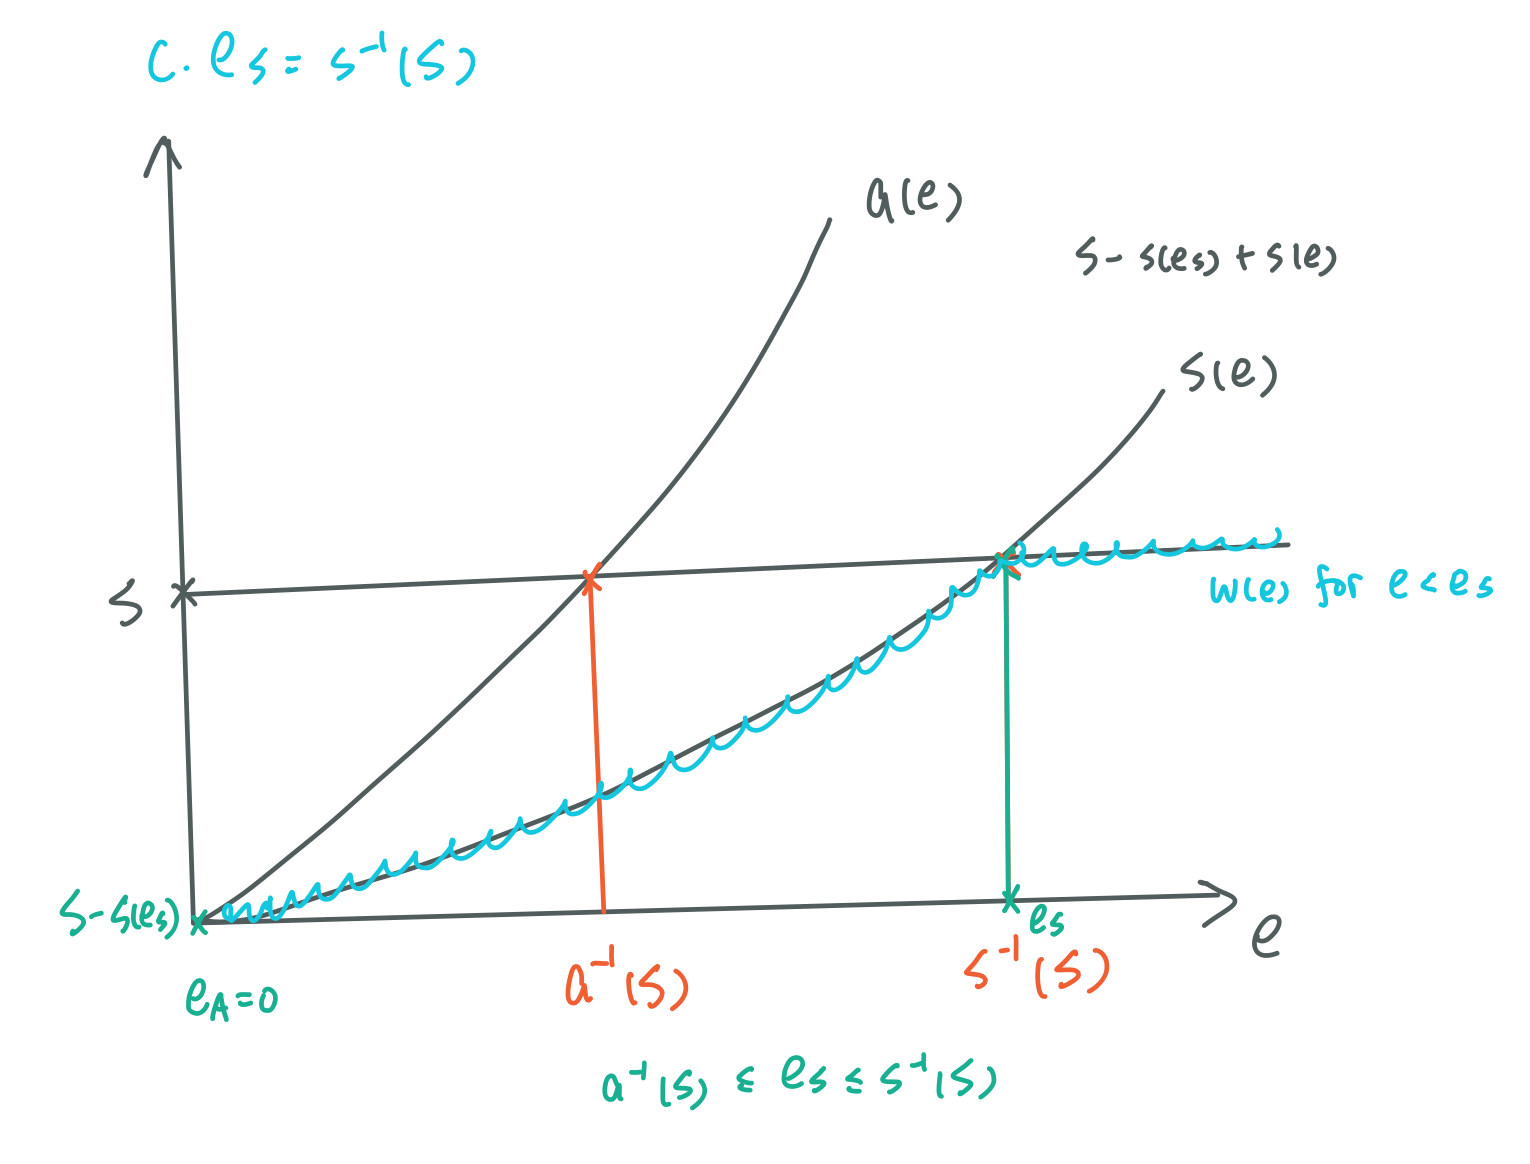 c. e_s = s⁻¹(S)
a(e)
S - s(e_s) + s(e)
s(e)
S
w(e) for e < e_s
S - s(e_s)
e_s
e
e_A = 0
a⁻¹(S)
s⁻¹(S)
a⁻¹(S) ≤ e_s ≤ s⁻¹(S)